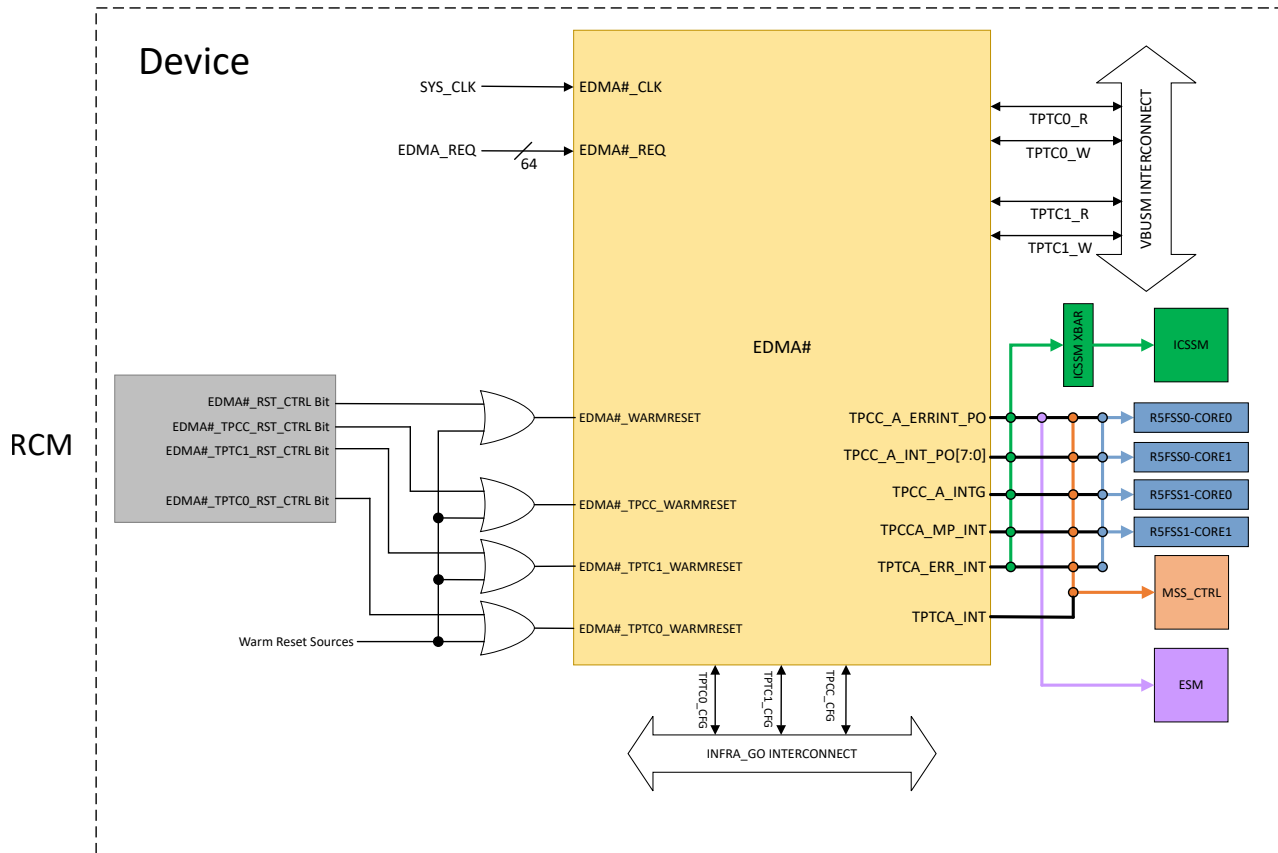 Device
RCM
SYS_CLK
EDMA_REQ
64
EDMA#_CLK
EDMA#_REQ
TPTC0_R
TPTC0_W
TPTC1_R
TPTC1_W
VBUSM INTERCONNECT
EDMA#
ICSSM XBAR
ICSSM
EDMA#_RST_CTRL Bit
EDMA#_TPCC_RST_CTRL Bit
EDMA#_TPTC1_RST_CTRL Bit
EDMA#_TPTC0_RST_CTRL Bit
Warm Reset Sources
EDMA#_WARMRESET
EDMA#_TPCC_WARMRESET
EDMA#_TPTC1_WARMRESET
EDMA#_TPTC0_WARMRESET
TPCC_A_ERRINT_PO
TPCC_A_INT_PO[7:0]
TPCC_A_INTG
TPCCA_MP_INT
TPTCA_ERR_INT
TPTCA_INT
R5FSS0-CORE0
R5FSS0-CORE1
R5FSS1-CORE0
R5FSS1-CORE1
MSS_CTRL
ESM
TPTC0_CFG
TPTC1_CFG
TPCC_CFG
INFRA_GO INTERCONNECT